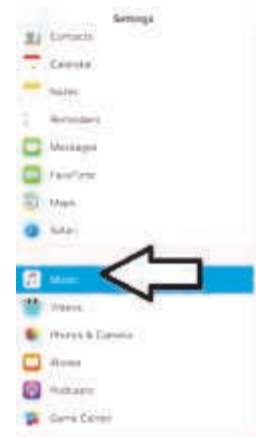 Settings
Contacts
Calendar
Notes
Reminders
Messages
FaceTime
Maps
Safari
Music
Videos
Photos & Camera
iBooks
Podcasts
Game Center